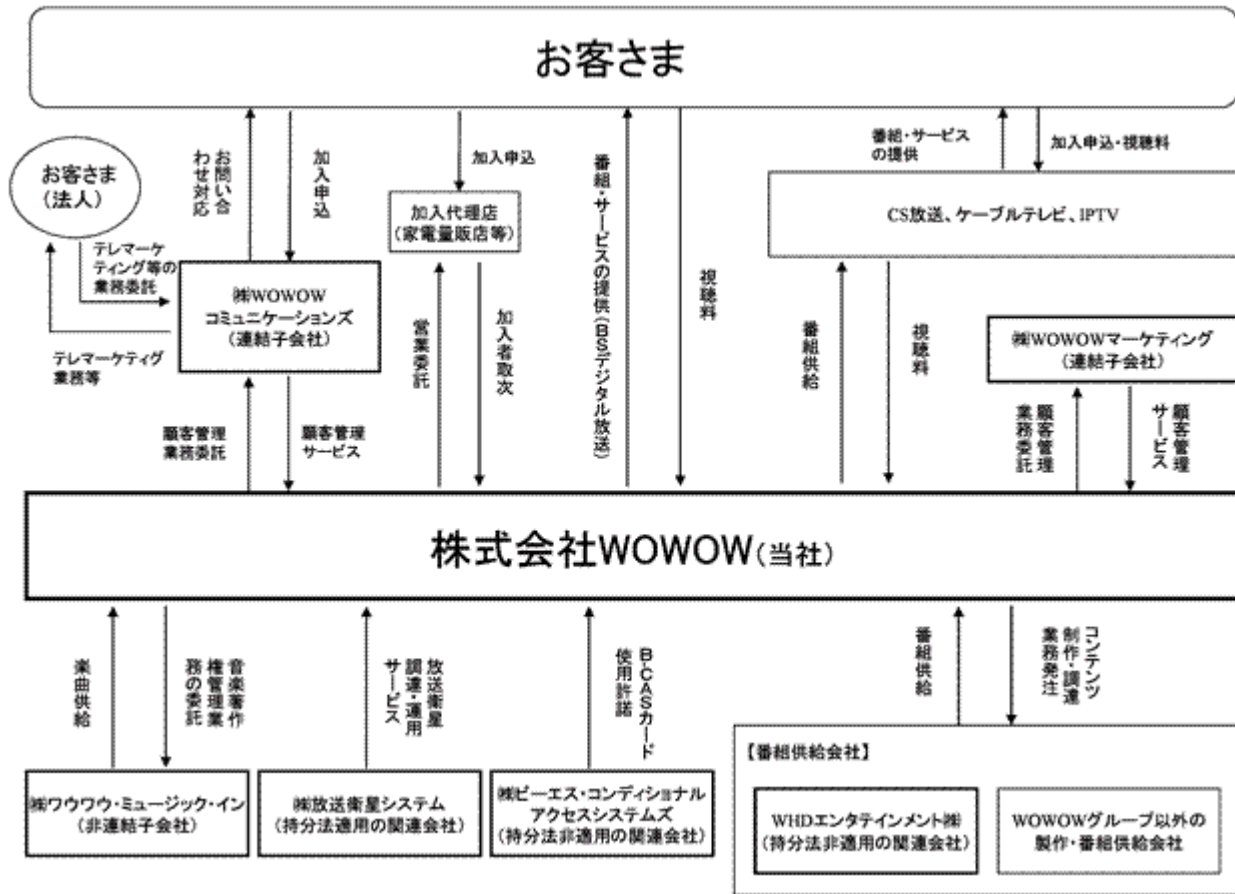 お客さま
お客さま
(法人)
お問い合
わせ対応
加入申込
加入申込
番組・サービスの提供(BSデジタル放送)
視聴料
番組・サービス
の提供
加入申込・視聴料
加入代理店
(家電量販店等)
CS放送、ケーブルテレビ、IPTV
テレマーケ
ティング等の
業務委託
㈱WOWOW
コミュニケーションズ
(連結子会社)
テレマーケティグ
業務等
営業委託
加入者取次
番組供給
視聴料
㈱WOWOWマーケティング
(連結子会社)
顧客管理
業務委託
顧客管理
サービス
顧客管理
業務委託
顧客管理
サービス
株式会社WOWOW(当社)
楽曲供給
音楽著作
権管理業
務の委託
放送衛星
調達・運用
サービス
B-CASカード
使用許諾
番組供給
コンテンツ
制作・調達
業務発注
【番組供給会社】
㈱ワウワウ・ミュージック・イン
(非連結子会社)
㈱放送衛星システム
(持分法適用の関連会社)
㈱ビーエス・コンディショナル
アクセスシステムズ
(持分法非適用の関連会社)
WHDエンタテインメント㈱
(持分法非適用の関連会社)
WOWOWグループ以外の
製作・番組供給会社